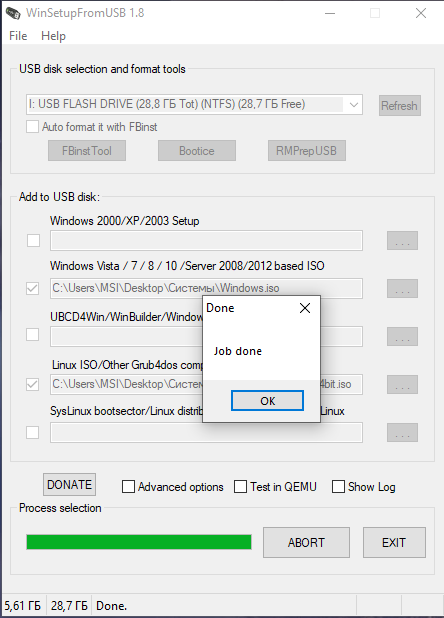 WinSetupFromUSB 1.8
File Help
USB disk selection and format tools
I: USB FLASH DRIVE (28,8 ГБ Tot) (NTFS) (28,7 ГБ Free)
Refresh
Auto format it with FBinst
FBinstTool
Bootice
RMPrepUSB
Add to USB disk:
Windows 2000/XP/2003 Setup
...
Windows Vista / 7 / 8 / 10 /Server 2008/2012 based ISO
C:\Users\MSI\Desktop\Системы\Windows.iso
...
Done
UBCD4Win/WinBuilder/Window
...
Job done
Linux ISO/Other Grub4dos comp
C:\Users\MSI\Desktop\Систем
4bit.iso
...
OK
SysLinux bootsector/Linux distrib
Linux
...
DONATE
Advanced options
Test in QEMU
Show Log
Process selection
ABORT
EXIT
5,61 ГБ
28,7 ГБ
Done.